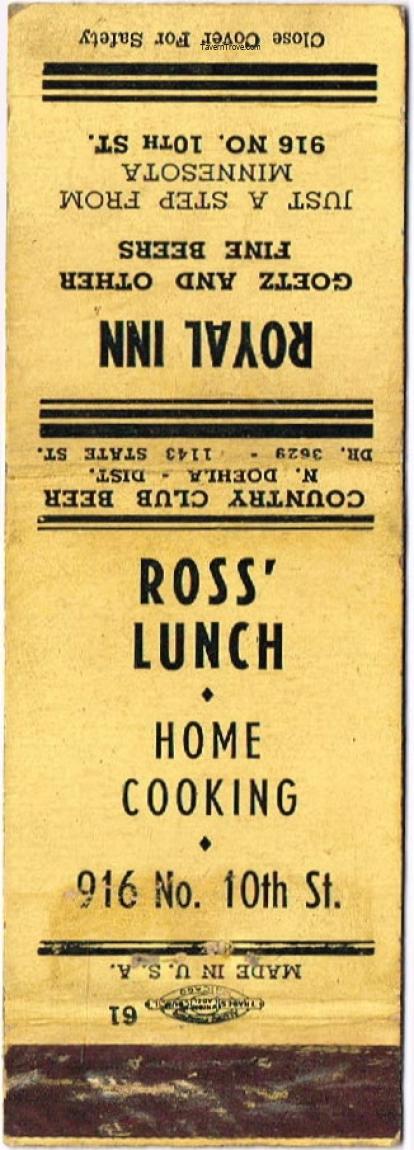 Close Cover For Safety
TavernTrove.com
ROYAL INN
GOETZ AND OTHER
FINE BEERS
JUST A STEP FROM
MINNESOTA
916 NO. 10TH ST.
COUNTRY CLUB BEER
N. DOEHLA - DIST.
DR. 3629 - 1143 STATE ST.
ROSS'
LUNCH
HOME
COOKING
916 No. 10th St.
MADE IN U. S. A.
61